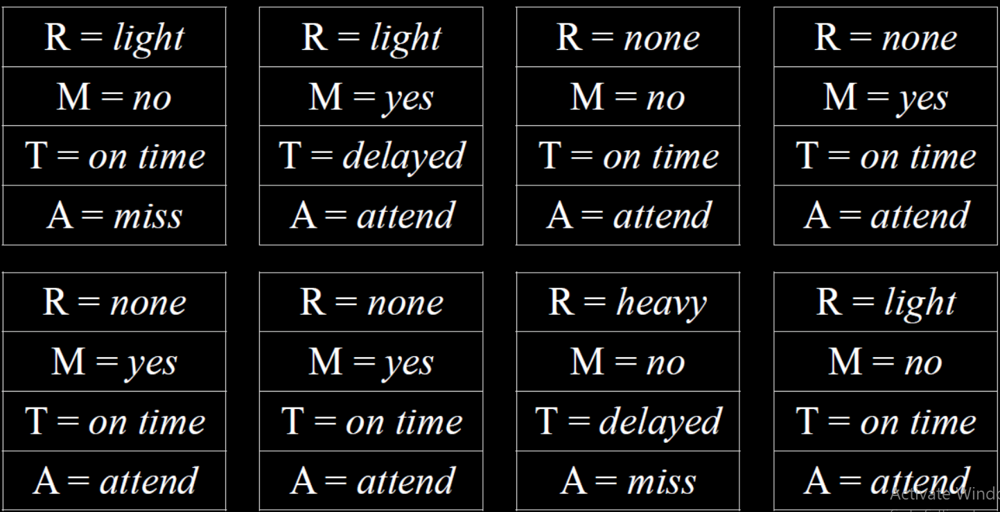 R = light
M = no
T = on time
A = miss
R = light
M = yes
T = delayed
A = attend
R = none
M = no
T = on time
A = attend
R = none
M = yes
T = on time
A = attend
R = none
M = yes
T = on time
A = attend
R = none
M = yes
T = on time
A = attend
R = heavy
M = no
T = delayed
A = miss
R = light
M = no
T = on time
A = attend
Activate